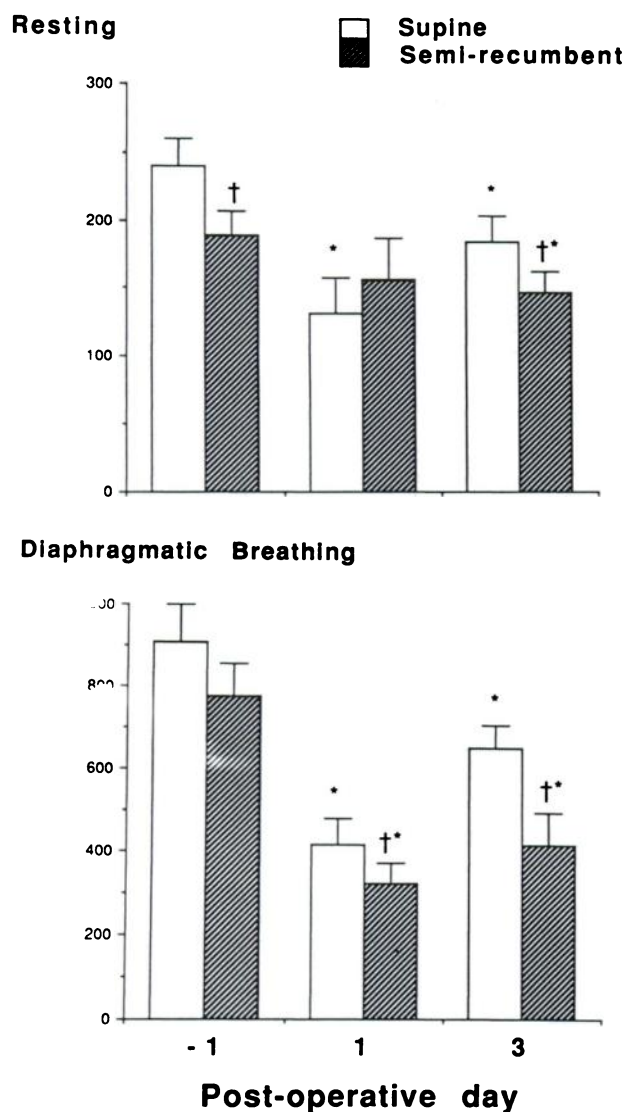 Resting
Supine
Semi-recumbent
300
†
*
*
†*
200
100
0
Diaphragmatic Breathing
*
*
†*
†*
600
400
200
0
- 1 1 3
Post-operative day